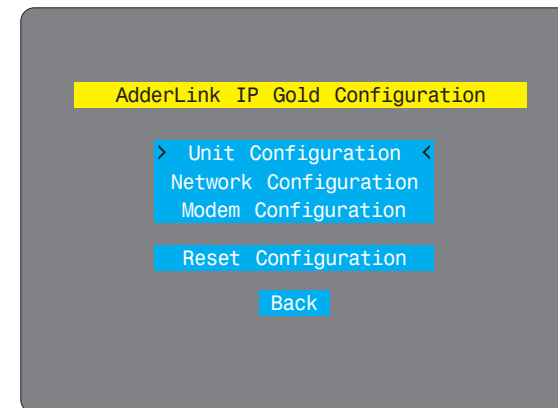 AdderLink IP Gold Configuration
> Unit Configuration <
Network Configuration
Modem Configuration
Reset Configuration
Back